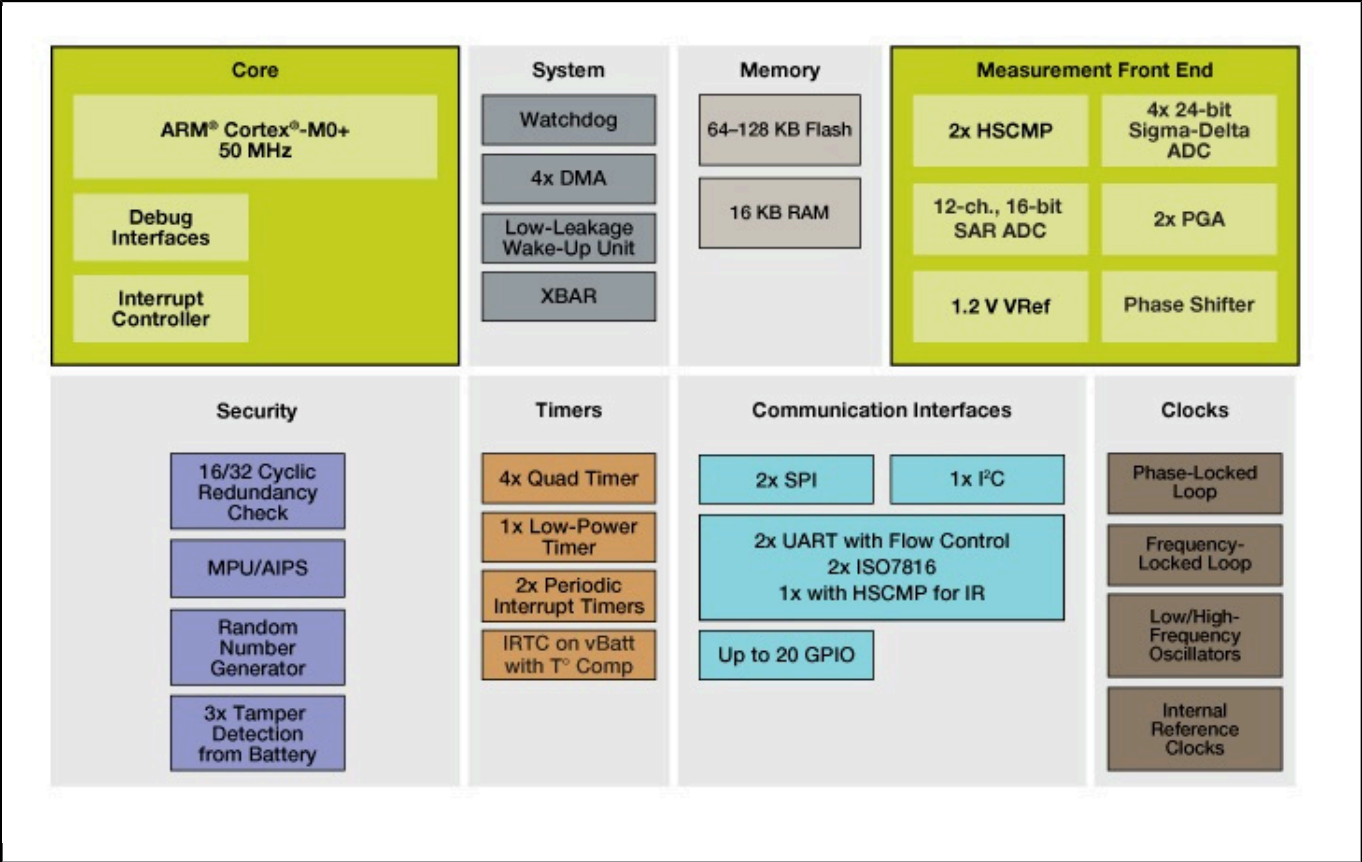 Core
ARM® Cortex®-M0+
50 MHz
Debug
Interfaces
Interrupt
Controller
System
Watchdog
4x DMA
Low-Leakage
Wake-Up Unit
XBAR
Memory
64–128 KB Flash
16 KB RAM
Measurement Front End
2x HSCMP
4x 24-bit
Sigma-Delta
ADC
12-ch., 16-bit
SAR ADC
2x PGA
1.2 V VRef
Phase Shifter
Security
16/32 Cyclic
Redundancy
Check
MPU/AIPS
Random
Number
Generator
3x Tamper
Detection
from Battery
Timers
4x Quad Timer
1x Low-Power
Timer
2x Periodic
Interrupt Timers
IRTC on vBatt
with T° Comp
Communication Interfaces
2x SPI
1x I²C
2x UART with Flow Control
2x ISO7816
1x with HSCMP for IR
Up to 20 GPIO
Clocks
Phase-Locked
Loop
Frequency-
Locked Loop
Low/High-
Frequency
Oscillators
Internal
Reference
Clocks